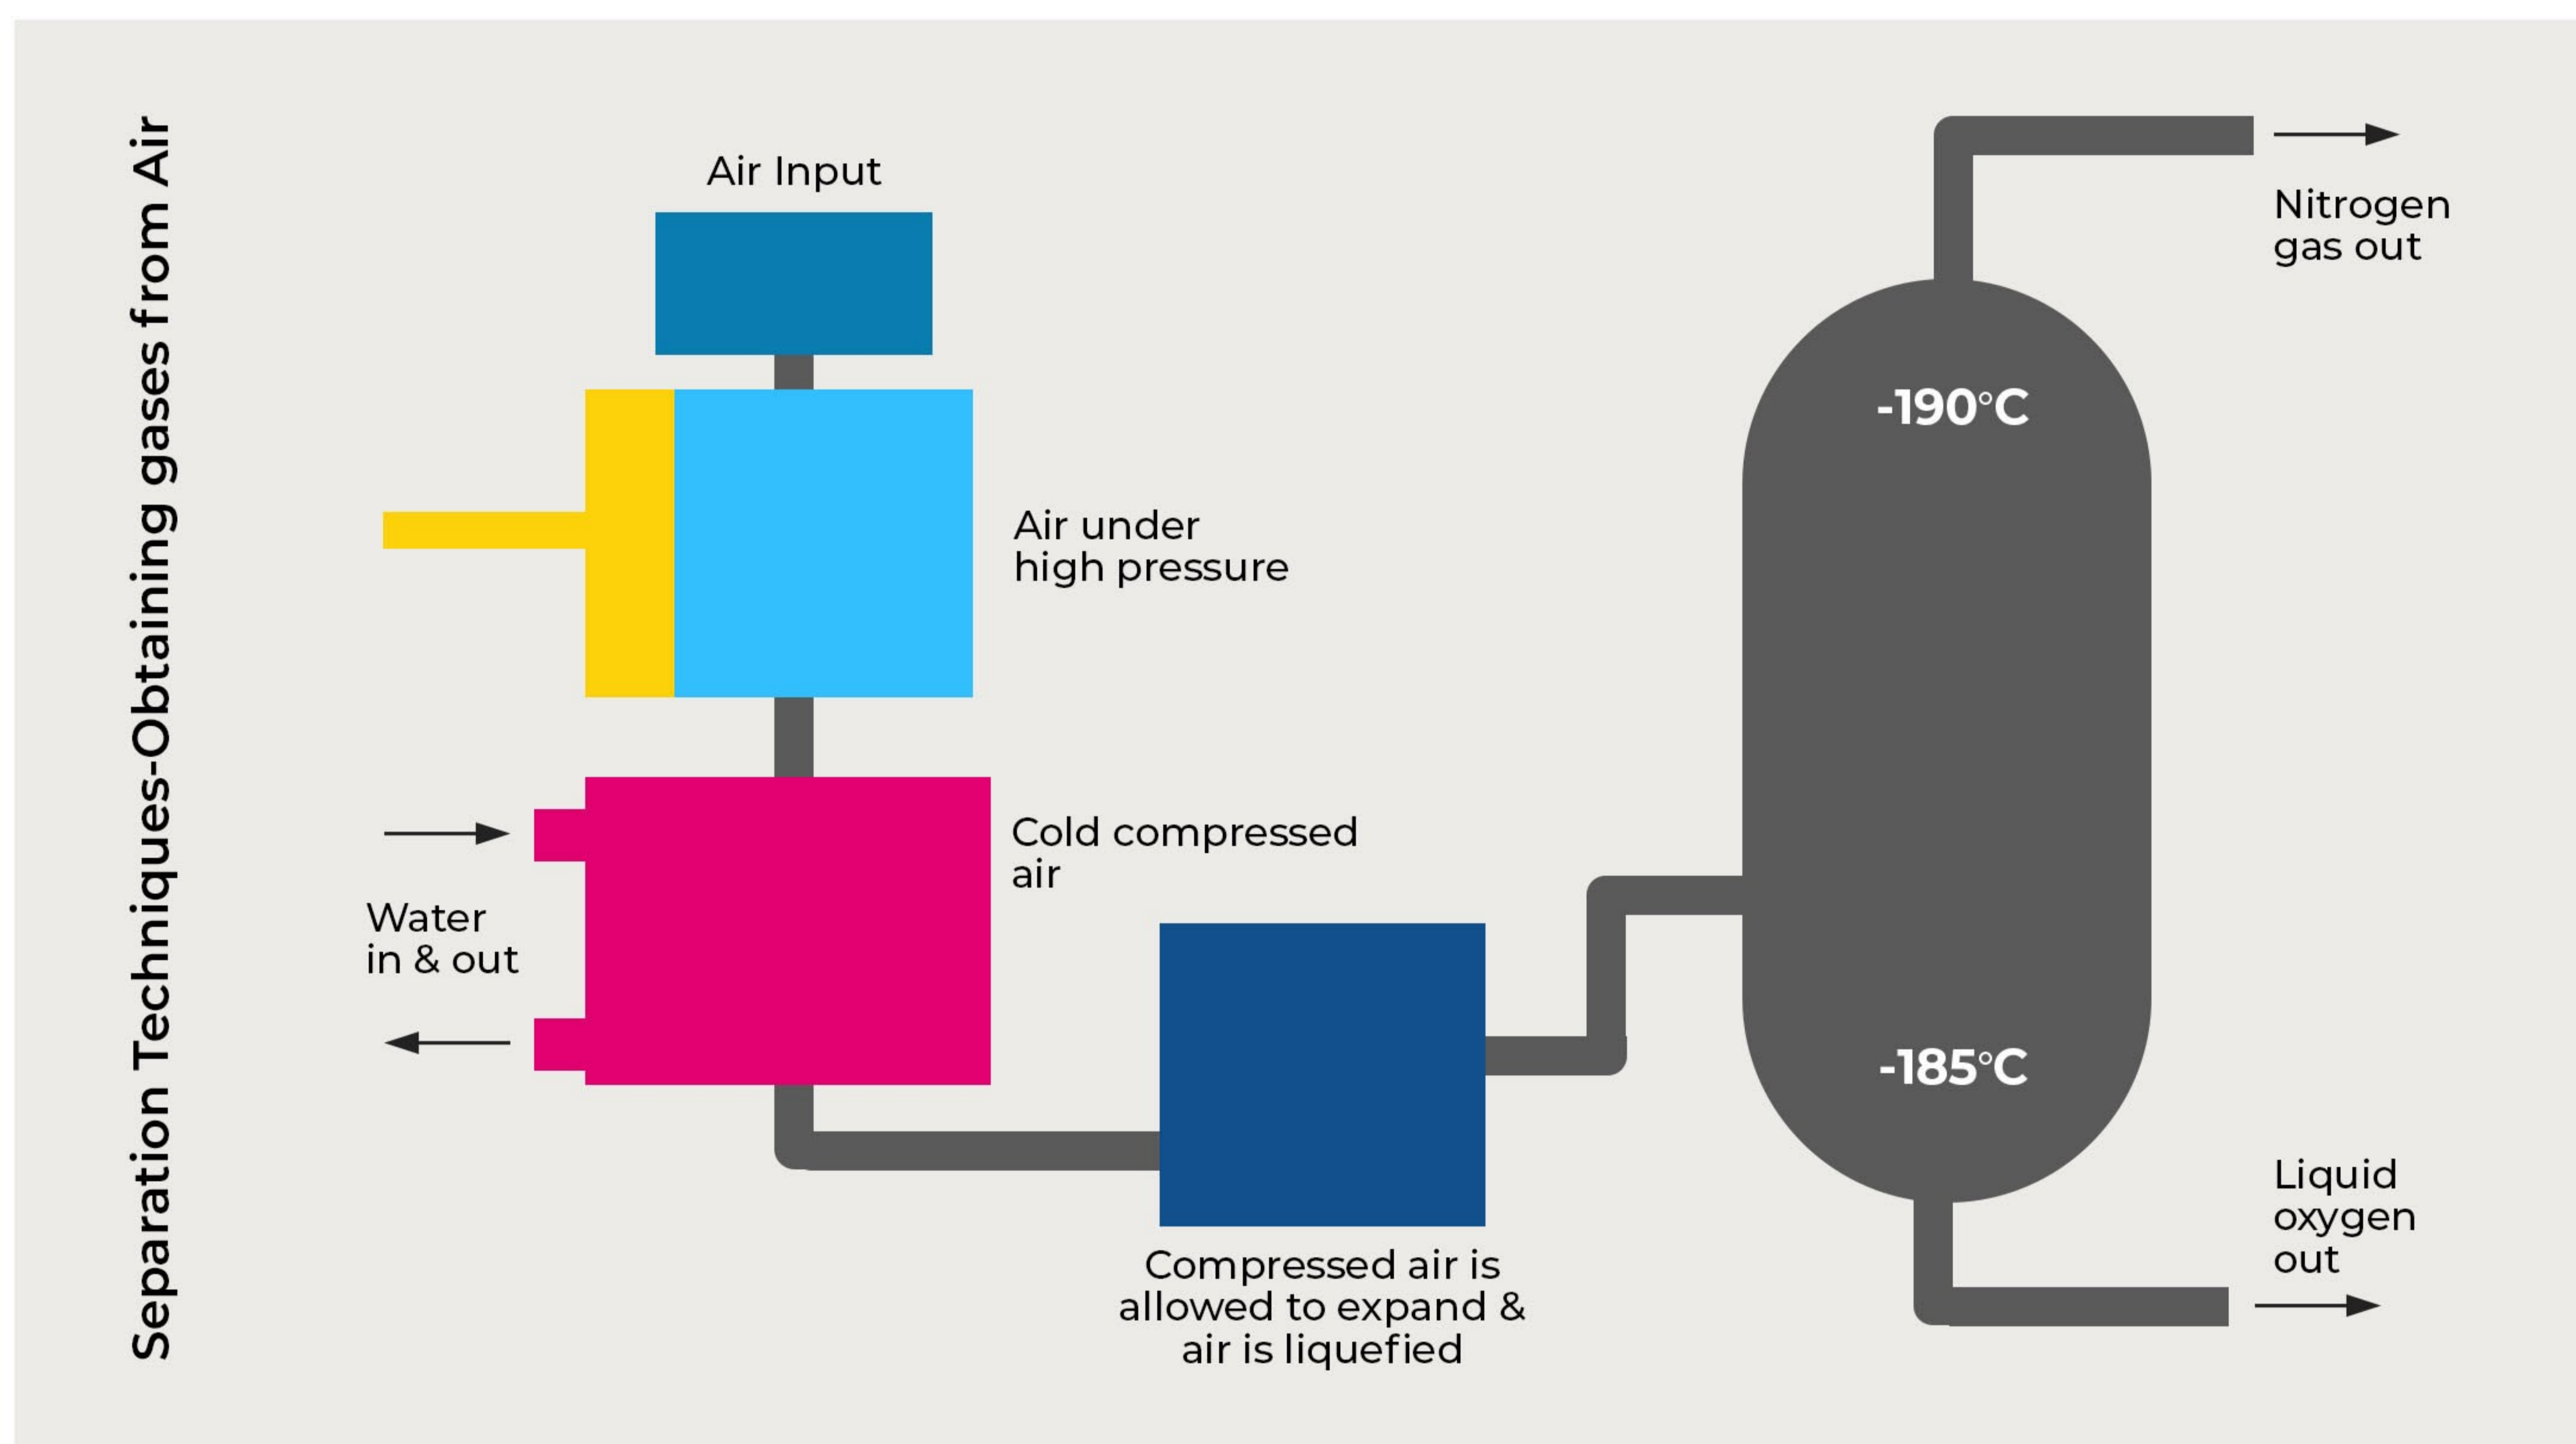 Separation Techniques-Obtaining gases from Air
Air Input
Air under
high pressure
Cold compressed
air
Water
in & out
Compressed air is
allowed to expand &
air is liquefied
-190°C
-185°C
Nitrogen
gas out
Liquid
oxygen
out